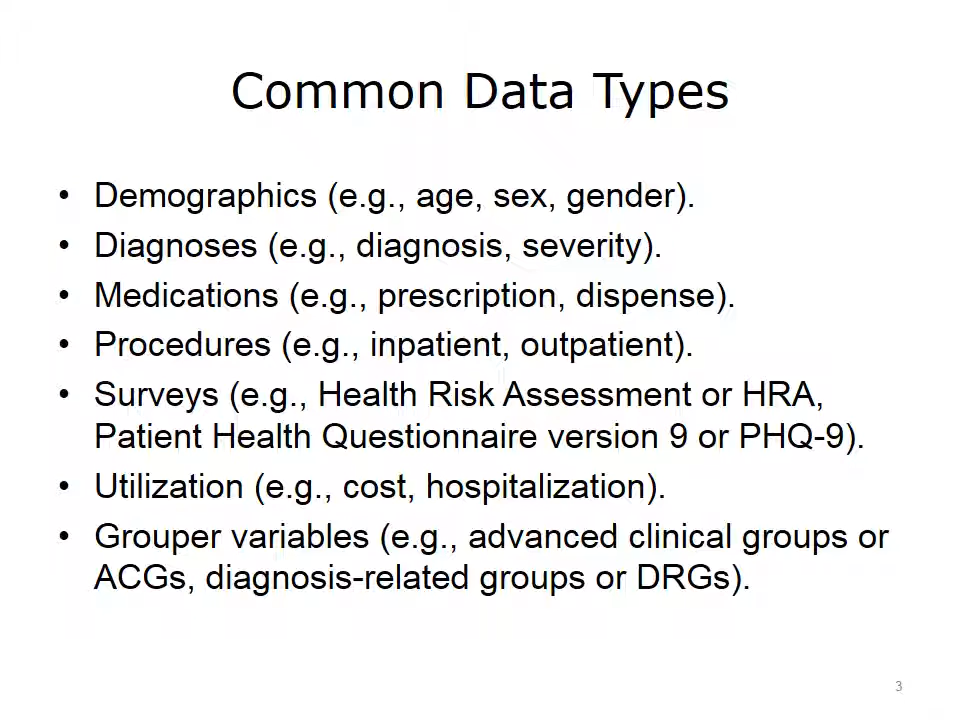 Common Data Types
• Demographics (e.g., age, sex, gender).
• Diagnoses (e.g., diagnosis, severity).
• Medications (e.g., prescription, dispense).
• Procedures (e.g., inpatient, outpatient).
• Surveys (e.g., Health Risk Assessment or HRA,
Patient Health Questionnaire version 9 or PHQ-9).
• Utilization (e.g., cost, hospitalization).
• Grouper variables (e.g., advanced clinical groups or
ACGs, diagnosis-related groups or DRGs).
3